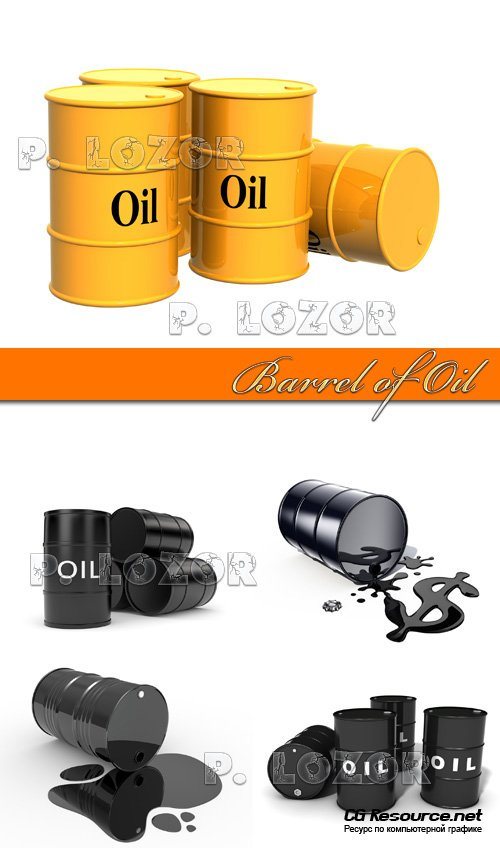 P. LOZOR
Oil
Oil
P. LOZOR
Barrel of Oil
OIL
P. LOZOR
P. LOZOR
OIL
OIL
OIL
CG Resource.net
Ресурс по компьютерной графике